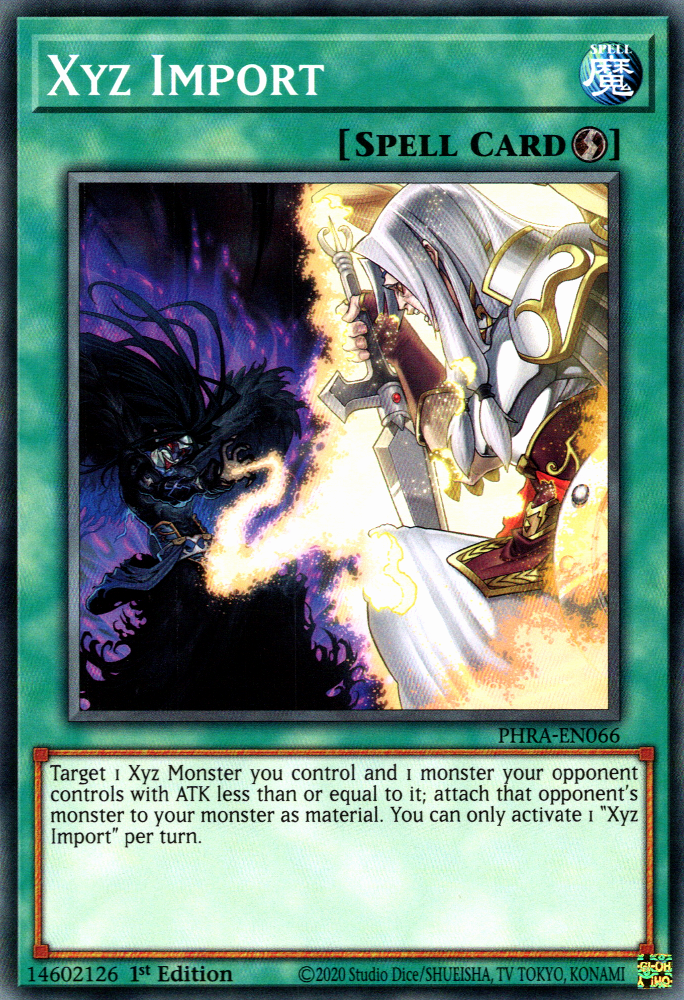 Xyz Import
SPELL
魔
[Spell Card]
PHRA-EN066
Target 1 Xyz Monster you control and 1 monster your opponent
controls with ATK less than or equal to it; attach that opponent's
monster to your monster as material. You can only activate 1 "Xyz
Import" per turn.
14602126 1st Edition ©2020 Studio Dice/SHUEISHA, TV TOKYO, KONAMI